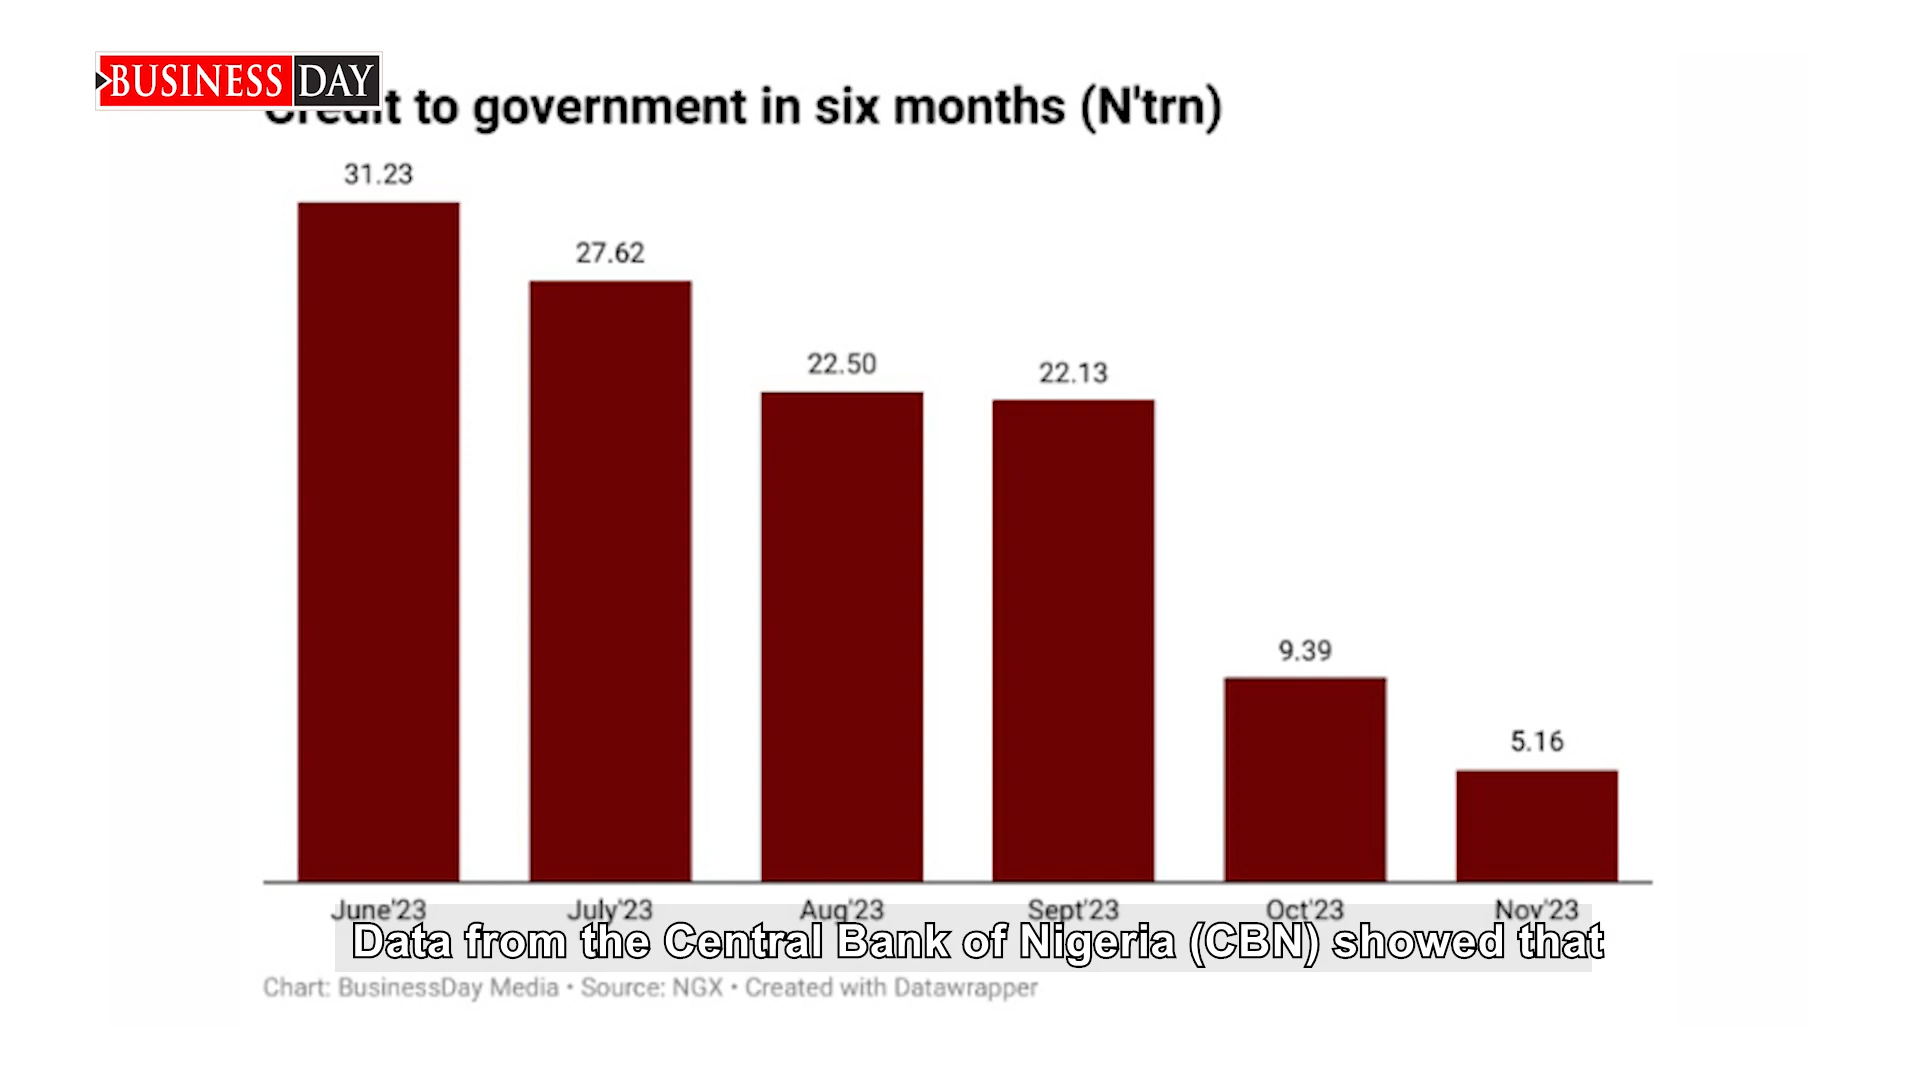 BUSINESS DAY
Credit to government in six months (N'trn)
31.23
27.62
22.50
22.13
9.39
5.16
June'23
July'23
Aug'23
Sept'23
Oct'23
Nov'23
Data from the Central Bank of Nigeria (CBN) showed that
Chart: BusinessDay Media • Source: NGX • Created with Datawrapper